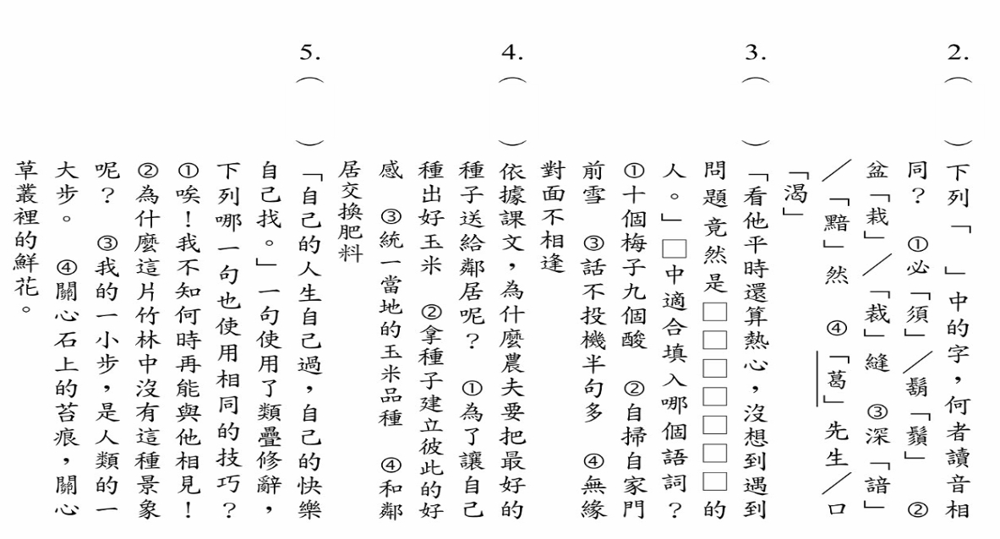 2.（　）下列「　」中的字，何者讀音相
同？　①必「須」／鬍「鬚」　②
盆「栽」／「裁」縫　③深「諳」
／「黯」然　④「葛」先生／口
「渴」
3.（　）「看他平時還算熱心，沒想到遇到
問題竟然是□□□□□□□的
人。」□中適合填入哪個語詞？
①十個梅子九個酸　②自掃自家門
前雪　③話不投機半句多　④無緣
對面不相逢
4.（　）依據課文，為什麼農夫要把最好的
種子送給鄰居呢？　①為了讓自己
種出好玉米　②拿種子建立彼此的好
感　③統一當地的玉米品種　④和鄰
居交換肥料
5.（　）「自己的人生自己過，自己的快樂
自己找。」一句使用了類疊修辭，
下列哪一句也使用相同的技巧？
①唉！我不知何時再能與他相見！
②為什麼這片竹林中沒有這種景象
呢？　③我的一小步，是人類的一
大步。　④關心石上的苔痕，關心
草叢裡的鮮花。